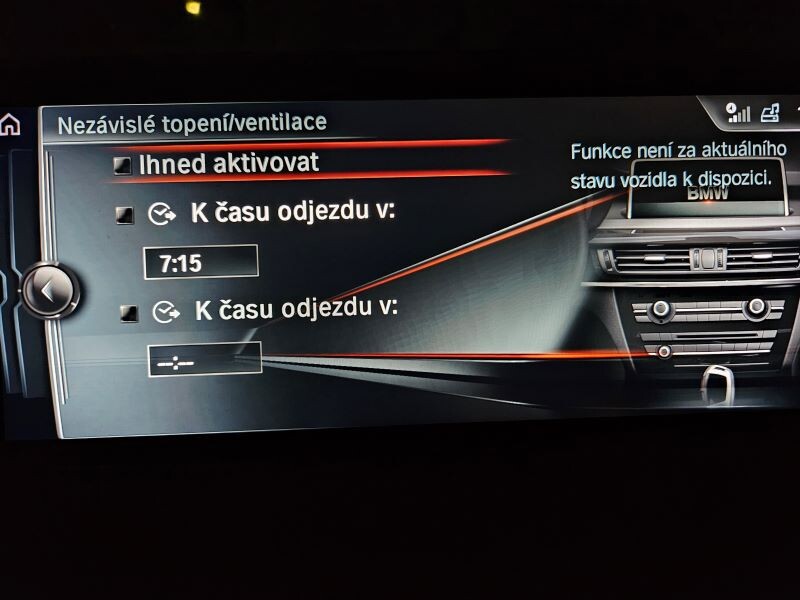 Nezávislé topení/ventilace
Ihned aktivovat
Funkce není za aktuálního
stavu vozidla k dispozici.
BMW
K času odjezdu v:
7:15
K času odjezdu v:
--:--